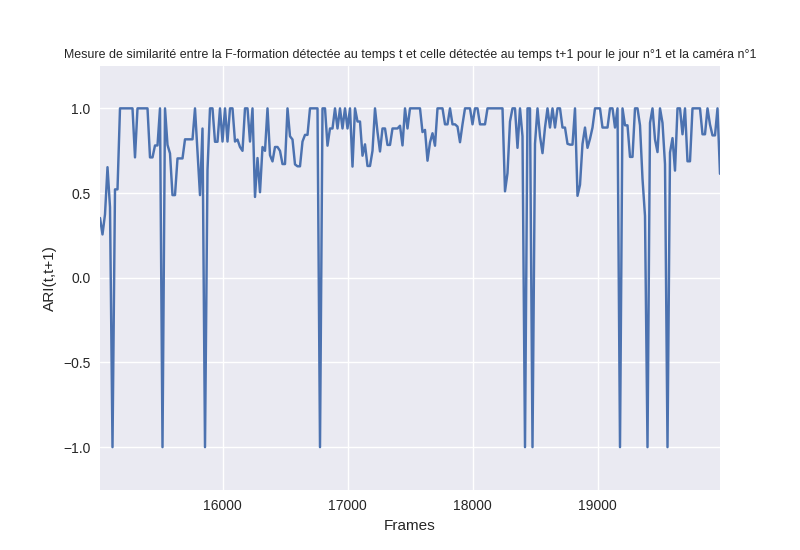 Mesure de similarité entre la F-formation détectée au temps t et celle détectée au temps t+1 pour le jour n°1 et la caméra n°1
1.0
0.5
0.0
−0.5
−1.0
ARI(t,t+1)
16000 17000 18000 19000
Frames